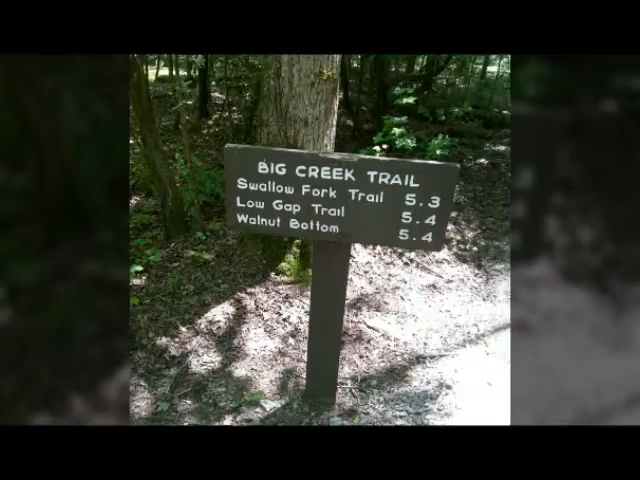 BIG CREEK TRAIL
Swallow Fork Trail 5.3
Low Gap Trail 5.4
Walnut Bottom 5.4